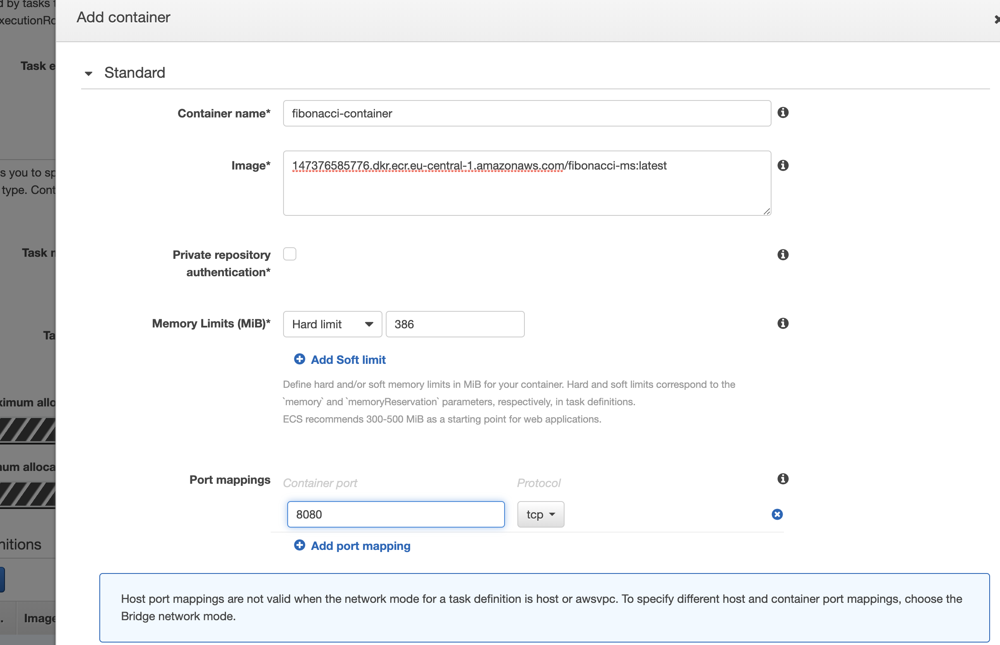 d by tasks
Add container
xecutionRo
Standard
Task e
Container name*
fibonacci-container
Image*
147376585776.dkr.ecr.eu-central-1.amazonaws.com/fibonacci-ms:latest
s you to sp
type. Cont
Private repository
authentication*
Task
Memory Limits (MiB)*
Hard limit
386
Ta
Add Soft limit
Define hard and/or soft memory limits in MiB for your container. Hard and soft limits correspond to the
`memory` and `memoryReservation` parameters, respectively, in task definitions.
ximum allo
ECS recommends 300-500 MiB as a starting point for web applications.
num alloca
Port mappings
Container port
Protocol
8080
tcp
nitions
Add port mapping
Host port mappings are not valid when the network mode for a task definition is host or awsvpc. To specify different host and container port mappings, choose the
Bridge network mode.
. Image